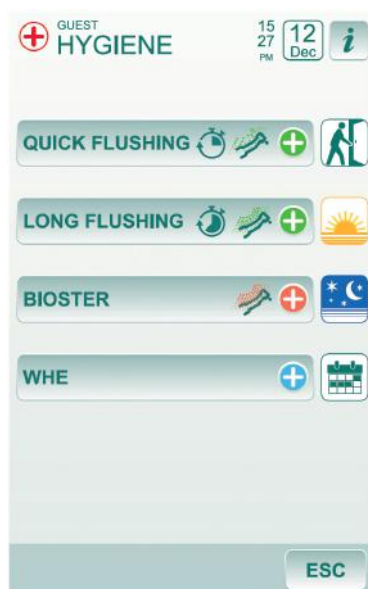 GUEST
HYGIENE
15
27
PM
12
Dec
i
QUICK FLUSHING
LONG FLUSHING
BIOSTER
WHE
ESC